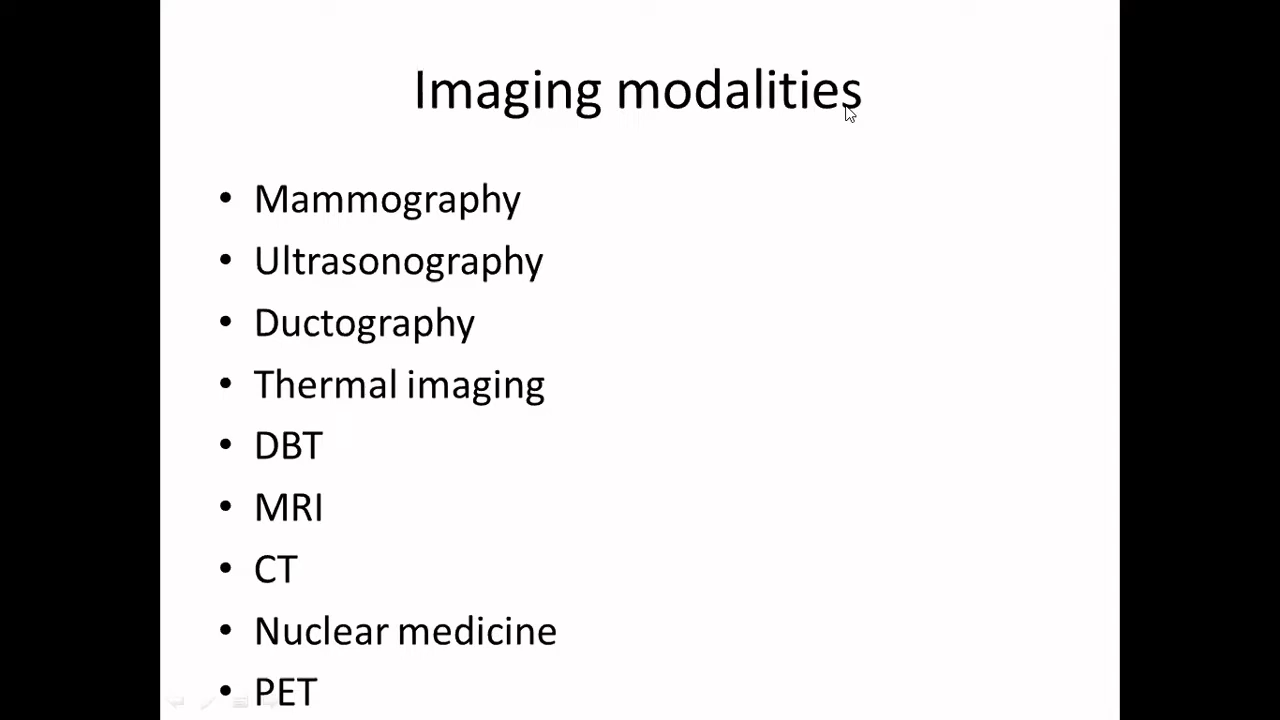 Imaging modalities
• Mammography
• Ultrasonography
• Ductography
• Thermal imaging
• DBT
• MRI
• CT
• Nuclear medicine
• PET